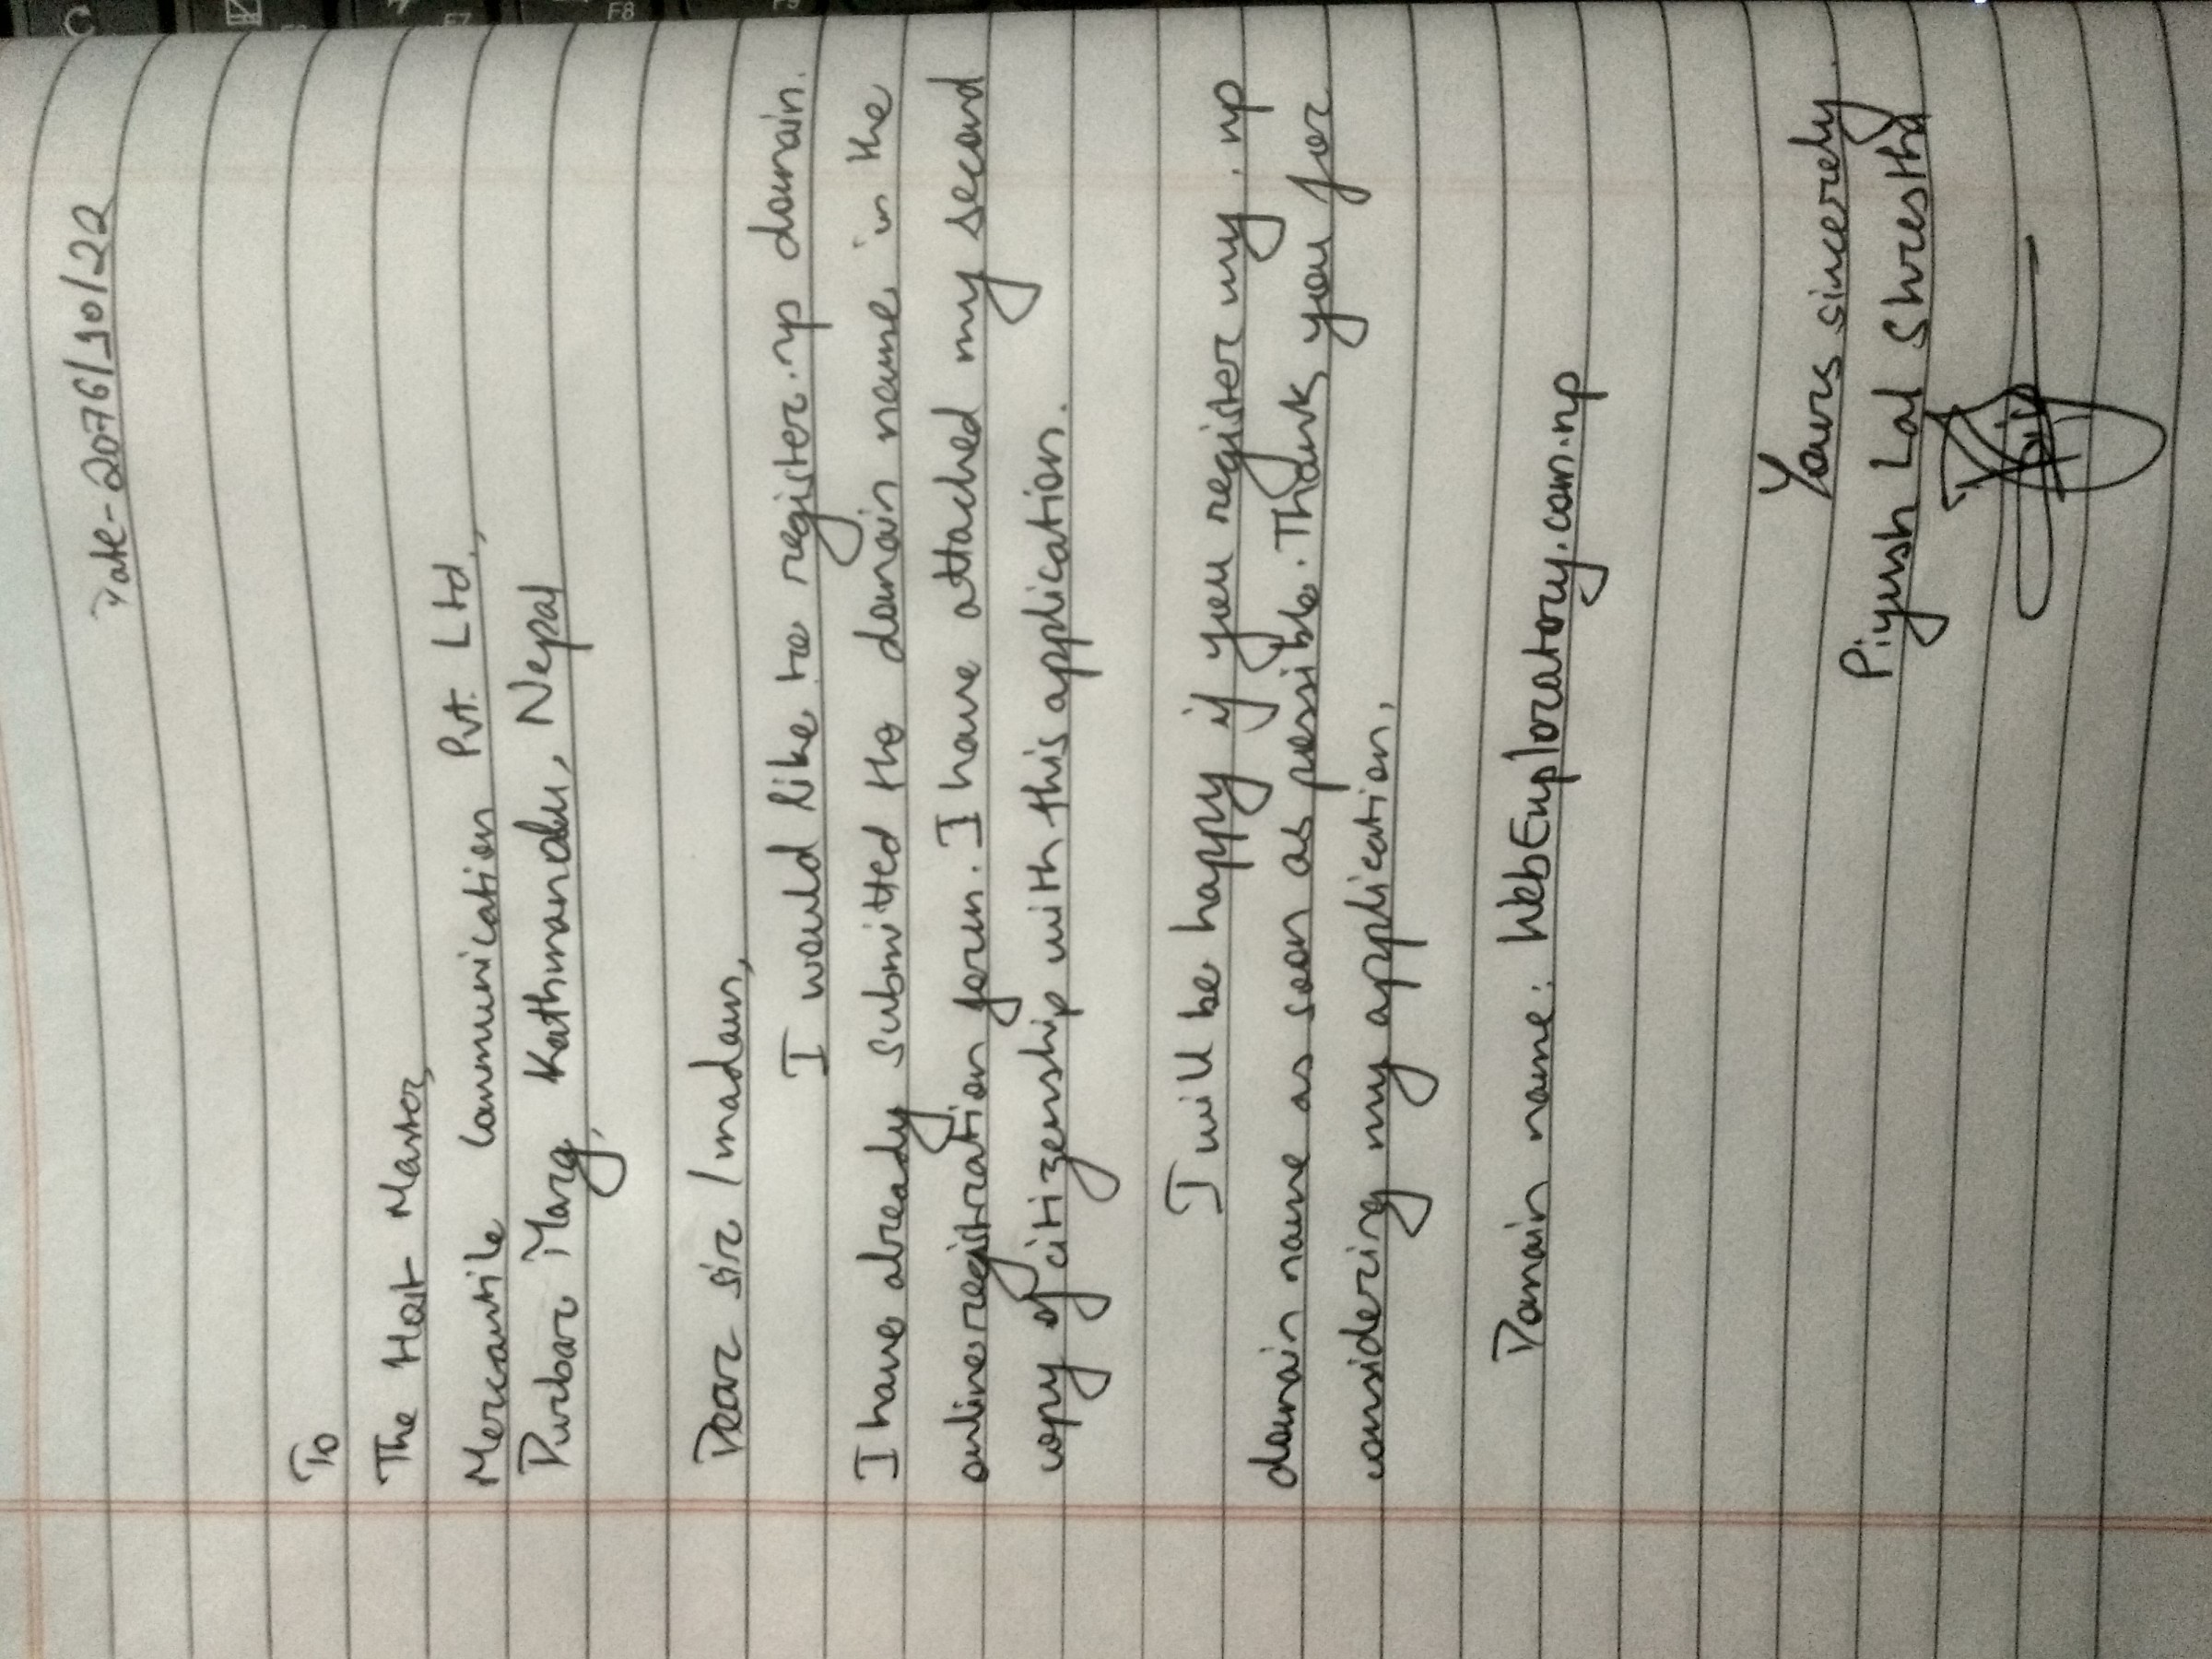 Date- 2076/10/22
To
The Host Master,
Mercantile Communication Pvt. Ltd.,
Durbar Marg, Kathmandu, Nepal
Dear sir /madam,
I would like to register .np domain.
I have already submitted the domain name in the
online registration form. I have attached my second
copy of citizenship with this application.
I will be happy if you register my .np
domain name as soon as possible. Thank you for
considering my application.
Domain name: WebExploratory.com.np
Yours sincerely
Piyush Lal Shrestha
C
F7
F8